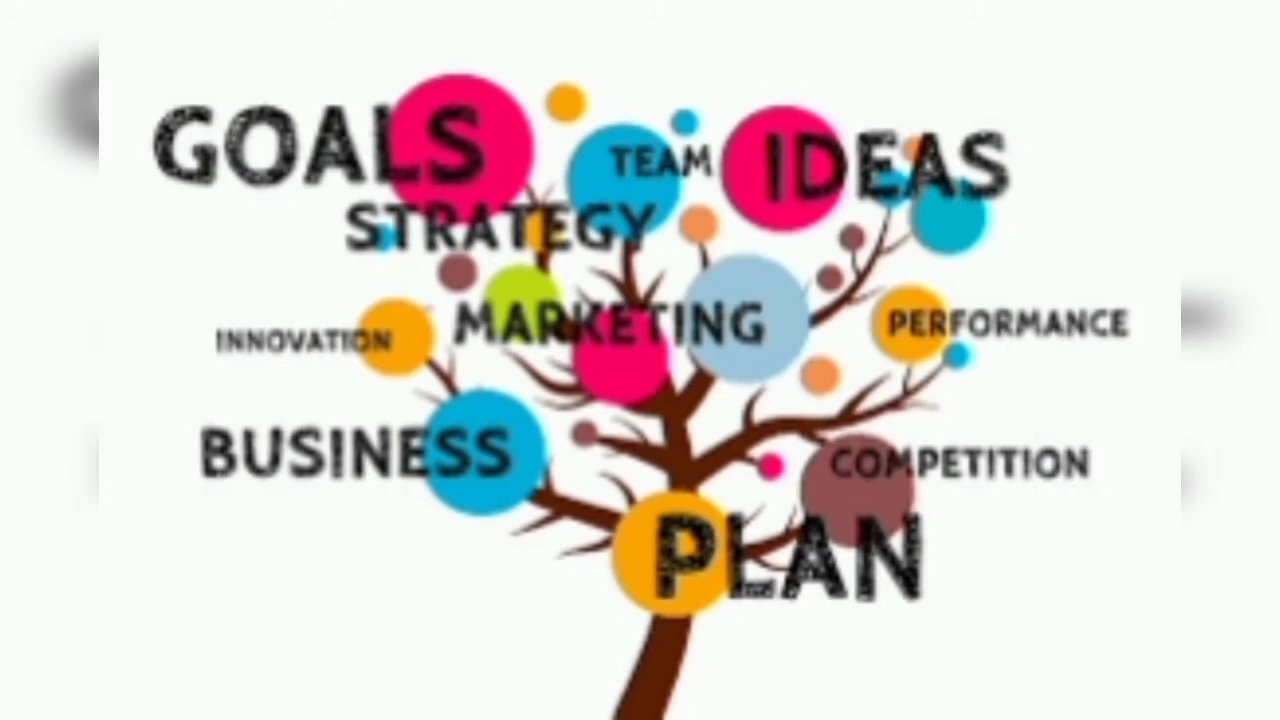 GOALS
TEAM
IDEAS
STRATEGY
MARKETING
INNOVATION
PERFORMANCE
BUSINESS
COMPETITION
PLAN